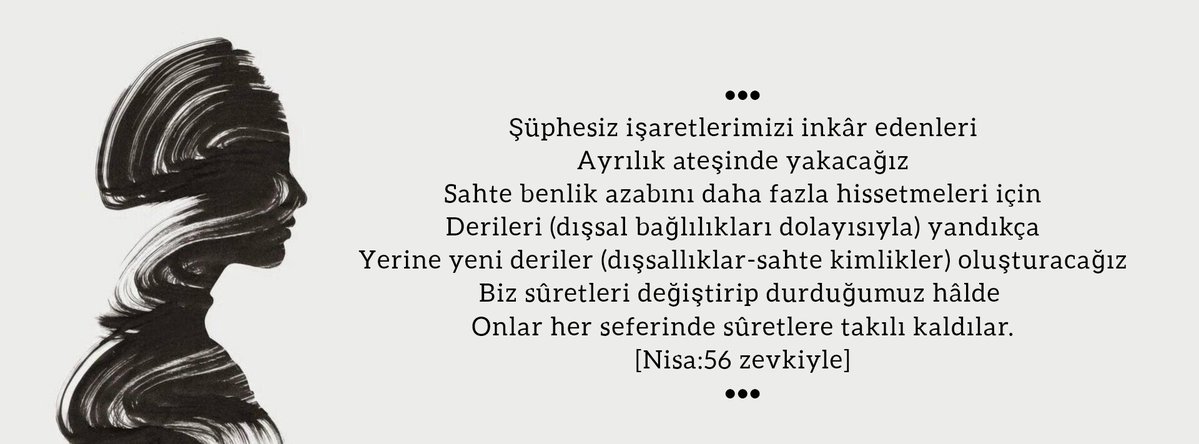 •••
Şüphesiz işaretlerimizi inkâr edenleri
Ayrılık ateşinde yakacağız
Sahte benlik azabını daha fazla hissetmeleri için
Derileri (dışsal bağlılıkları dolayısıyla) yandıkça
Yerine yeni deriler (dışsallıklar-sahte kimlikler) oluşturacağız
Biz sûretleri değiştirip durduğumuz hâlde
Onlar her seferinde sûretlere takılı kaldılar.
[Nisa:56 zevkiyle]
•••